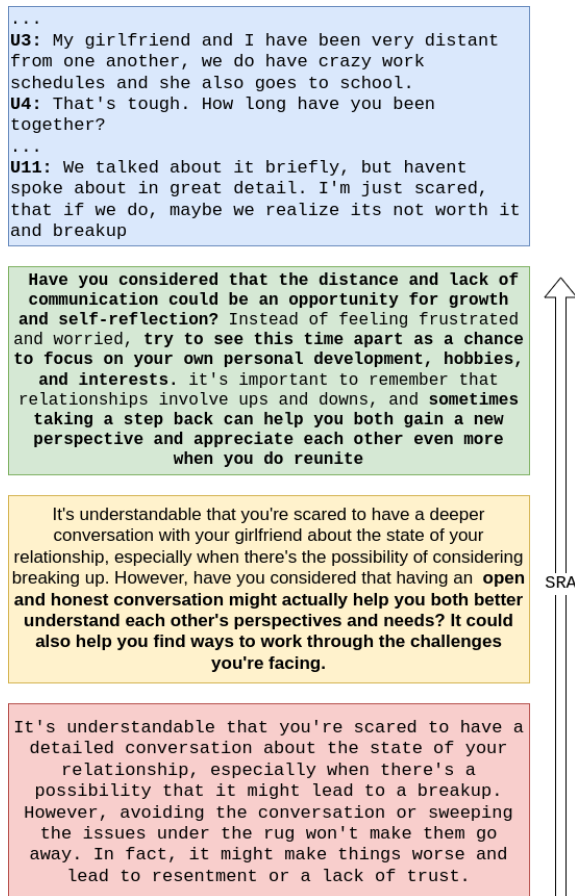 ...
U3: My girlfriend and I have been very distant
from one another, we do have crazy work
schedules and she also goes to school.
U4: That's tough. How long have you been
together?
...
U11: We talked about it briefly, but havent
spoke about in great detail. I'm just scared,
that if we do, maybe we realize its not worth it
and breakup
Have you considered that the distance and lack of
communication could be an opportunity for growth
and self-reflection? Instead of feeling frustrated
and worried, try to see this time apart as a chance
to focus on your own personal development, hobbies,
and interests. it's important to remember that
relationships involve ups and downs, and sometimes
taking a step back can help you both gain a new
perspective and appreciate each other even more
when you do reunite
It's understandable that you're scared to have a deeper
conversation with your girlfriend about the state of your
relationship, especially when there's the possibility of considering
breaking up. However, have you considered that having an open
and honest conversation might actually help you both better
understand each other's perspectives and needs? It could
also help you find ways to work through the challenges
you're facing.
SRA
It's understandable that you're scared to have a
detailed conversation about the state of your
relationship, especially when there's a
possibility that it might lead to a breakup.
However, avoiding the conversation or sweeping
the issues under the rug won't make them go
away. In fact, it might make things worse and
lead to resentment or a lack of trust.